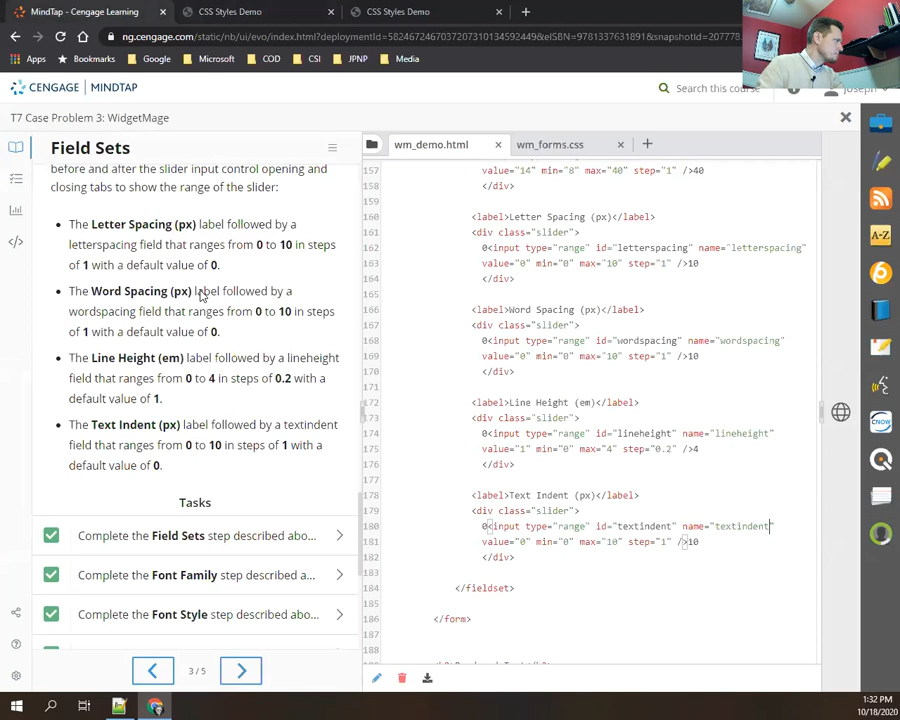 MindTap - Cengage Learning
CSS Styles Demo
CSS Styles Demo
ng.cengage.com/static/nb/ui/evo/index.html?deploymentId=5824672467037207310134592449&eISBN=9781337631891&snapshotId=207778
Apps
Bookmarks
Google
Microsoft
COD
CSI
JPNP
Media
CENGAGE
MINDTAP
Search this course
T7 Case Problem 3: WidgetMage
Field Sets
before and after the slider input control opening and
closing tabs to show the range of the slider:
The Letter Spacing (px) label followed by a
letterspacing field that ranges from 0 to 10 in steps
of 1 with a default value of 0.
The Word Spacing (px) label followed by a
wordspacing field that ranges from 0 to 10 in steps
of 1 with a default value of 0.
The Line Height (em) label followed by a lineheight
field that ranges from 0 to 4 in steps of 0.2 with a
default value of 1.
The Text Indent (px) label followed by a textindent
field that ranges from 0 to 10 in steps of 1 with a
default value of 0.
Tasks
Complete the Field Sets step described abo...
Complete the Font Family step described a...
Complete the Font Style step described abo...
3 / 5
wm_demo.html
wm_forms.css
157 value="14" min="8" max="40" step="1" />40
158 </div>
159
160 <label>Letter Spacing (px)</label>
161 <div class="slider">
162 0<input type="range" id="letterspacing" name="letterspacing"
163 value="0" min="0" max="10" step="1" />10
164 </div>
165
166 <label>Word Spacing (px)</label>
167 <div class="slider">
168 0<input type="range" id="wordspacing" name="wordspacing"
169 value="0" min="0" max="10" step="1" />10
170 </div>
171
172 <label>Line Height (em)</label>
173 <div class="slider">
174 0<input type="range" id="lineheight" name="lineheight"
175 value="1" min="0" max="4" step="0.2" />4
176 </div>
177
178 <label>Text Indent (px)</label>
179 <div class="slider">
180 0<input type="range" id="textindent" name="textindent"
181 value="0" min="0" max="10" step="1" />10
182 </div>
183
184 </fieldset>
185
186 </form>
187
A-Z
CNOW
1:32 PM
10/18/2020